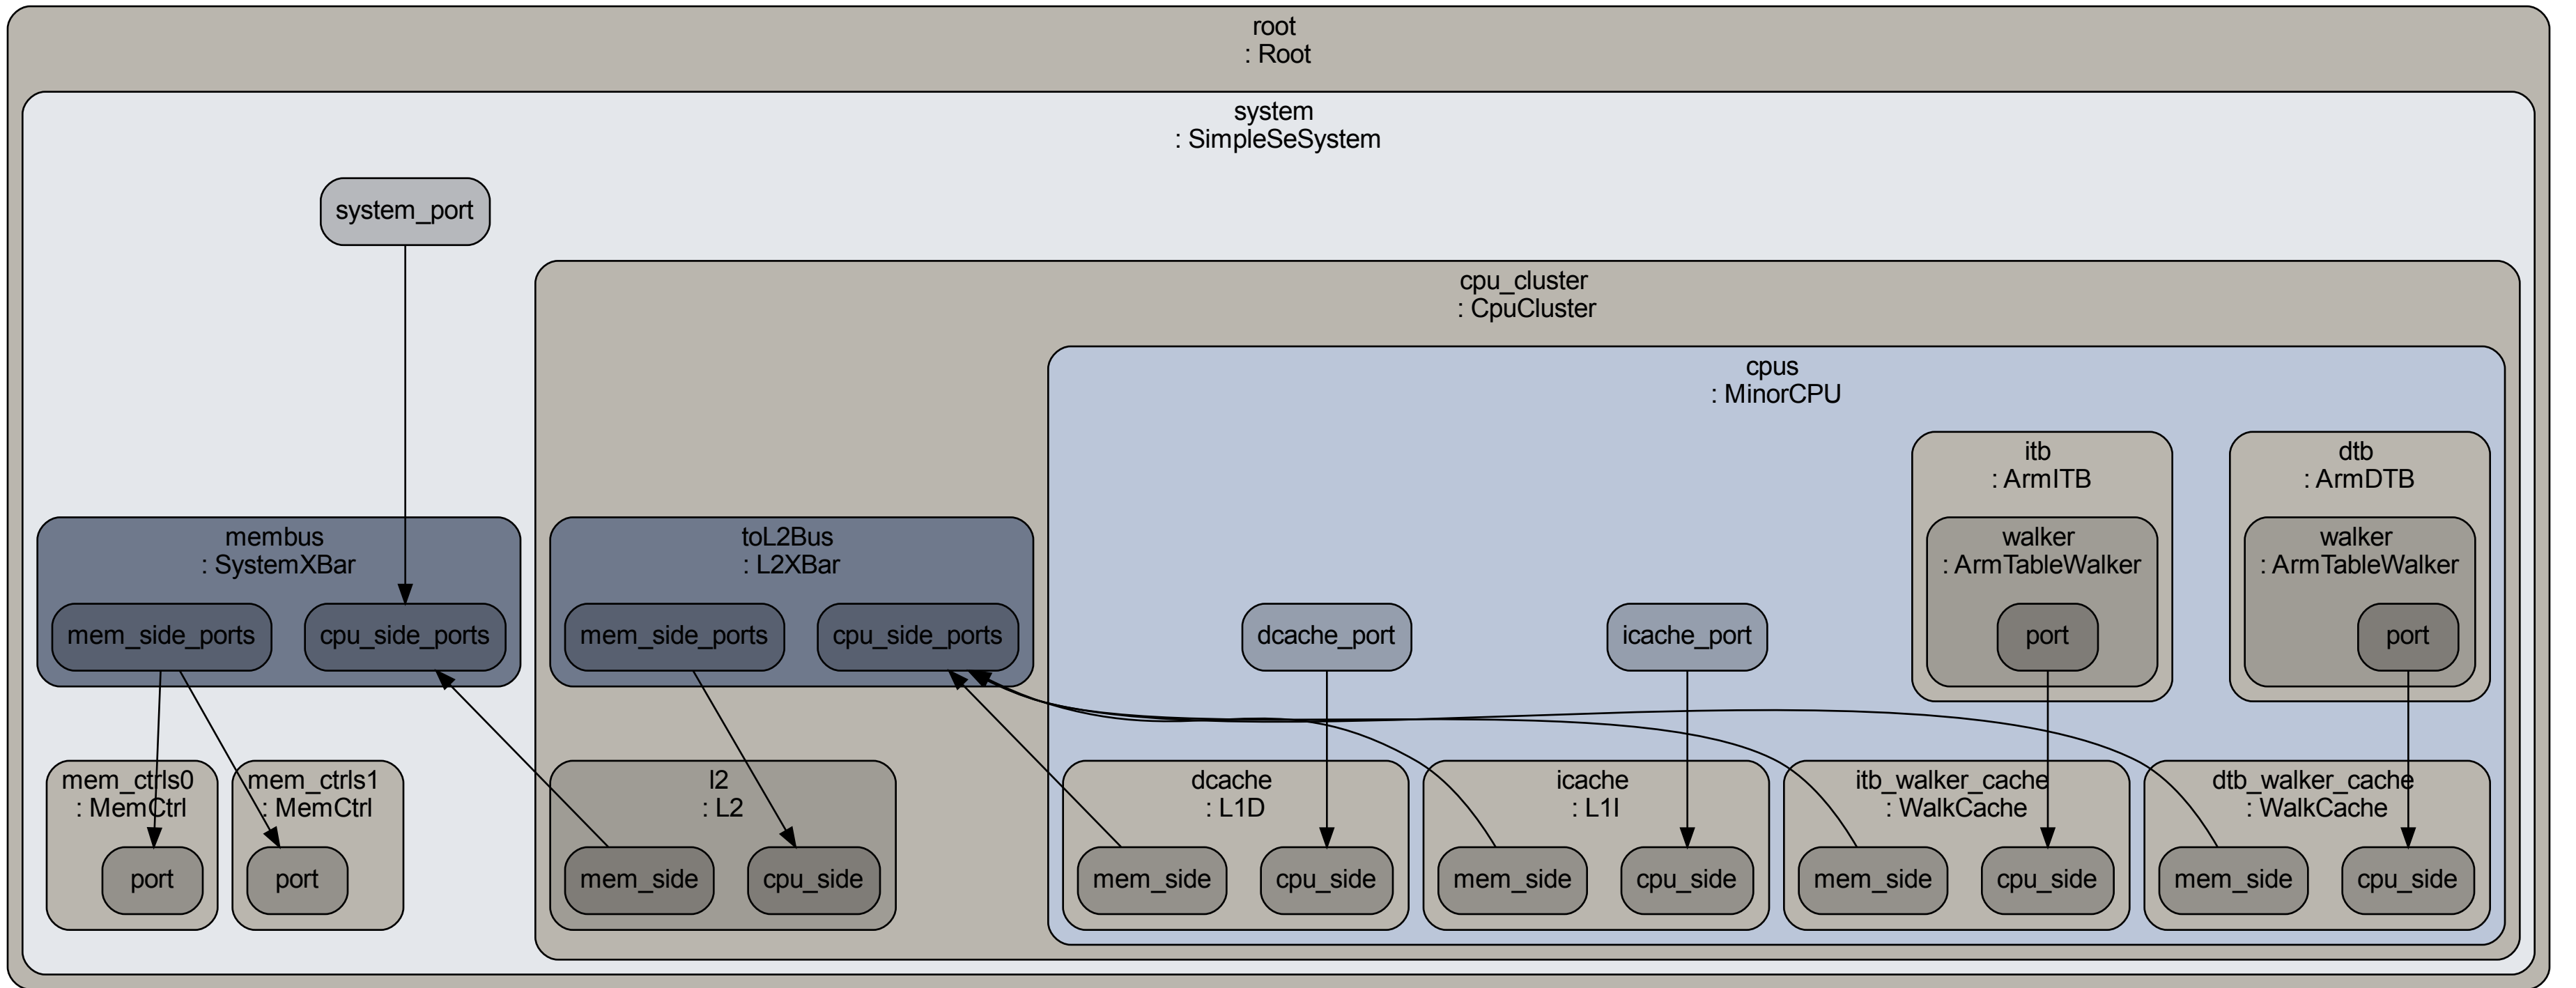 root
: Root
system
: SimpleSeSystem
system_port
cpu_cluster
: CpuCluster
cpus
: MinorCPU
itb
: ArmITB
dtb
: ArmDTB
membus
: SystemXBar
toL2Bus
: L2XBar
walker
: ArmTableWalker
walker
: ArmTableWalker
mem_side_ports
cpu_side_ports
mem_side_ports
cpu_side_ports
dcache_port
icache_port
port
port
mem_ctrls0
: MemCtrl
mem_ctrls1
: MemCtrl
l2
: L2
dcache
: L1D
icache
: L1I
itb_walker_cache
: WalkCache
dtb_walker_cache
: WalkCache
port
port
mem_side
cpu_side
mem_side
cpu_side
mem_side
cpu_side
mem_side
cpu_side
mem_side
cpu_side